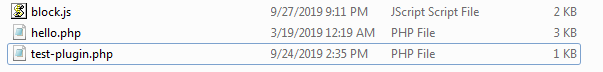 block.js 9/27/2019 9:11 PM JScript Script File 2 KB
hello.php 3/19/2019 12:19 AM PHP File 3 KB
test-plugin.php 9/24/2019 2:35 PM PHP File 1 KB